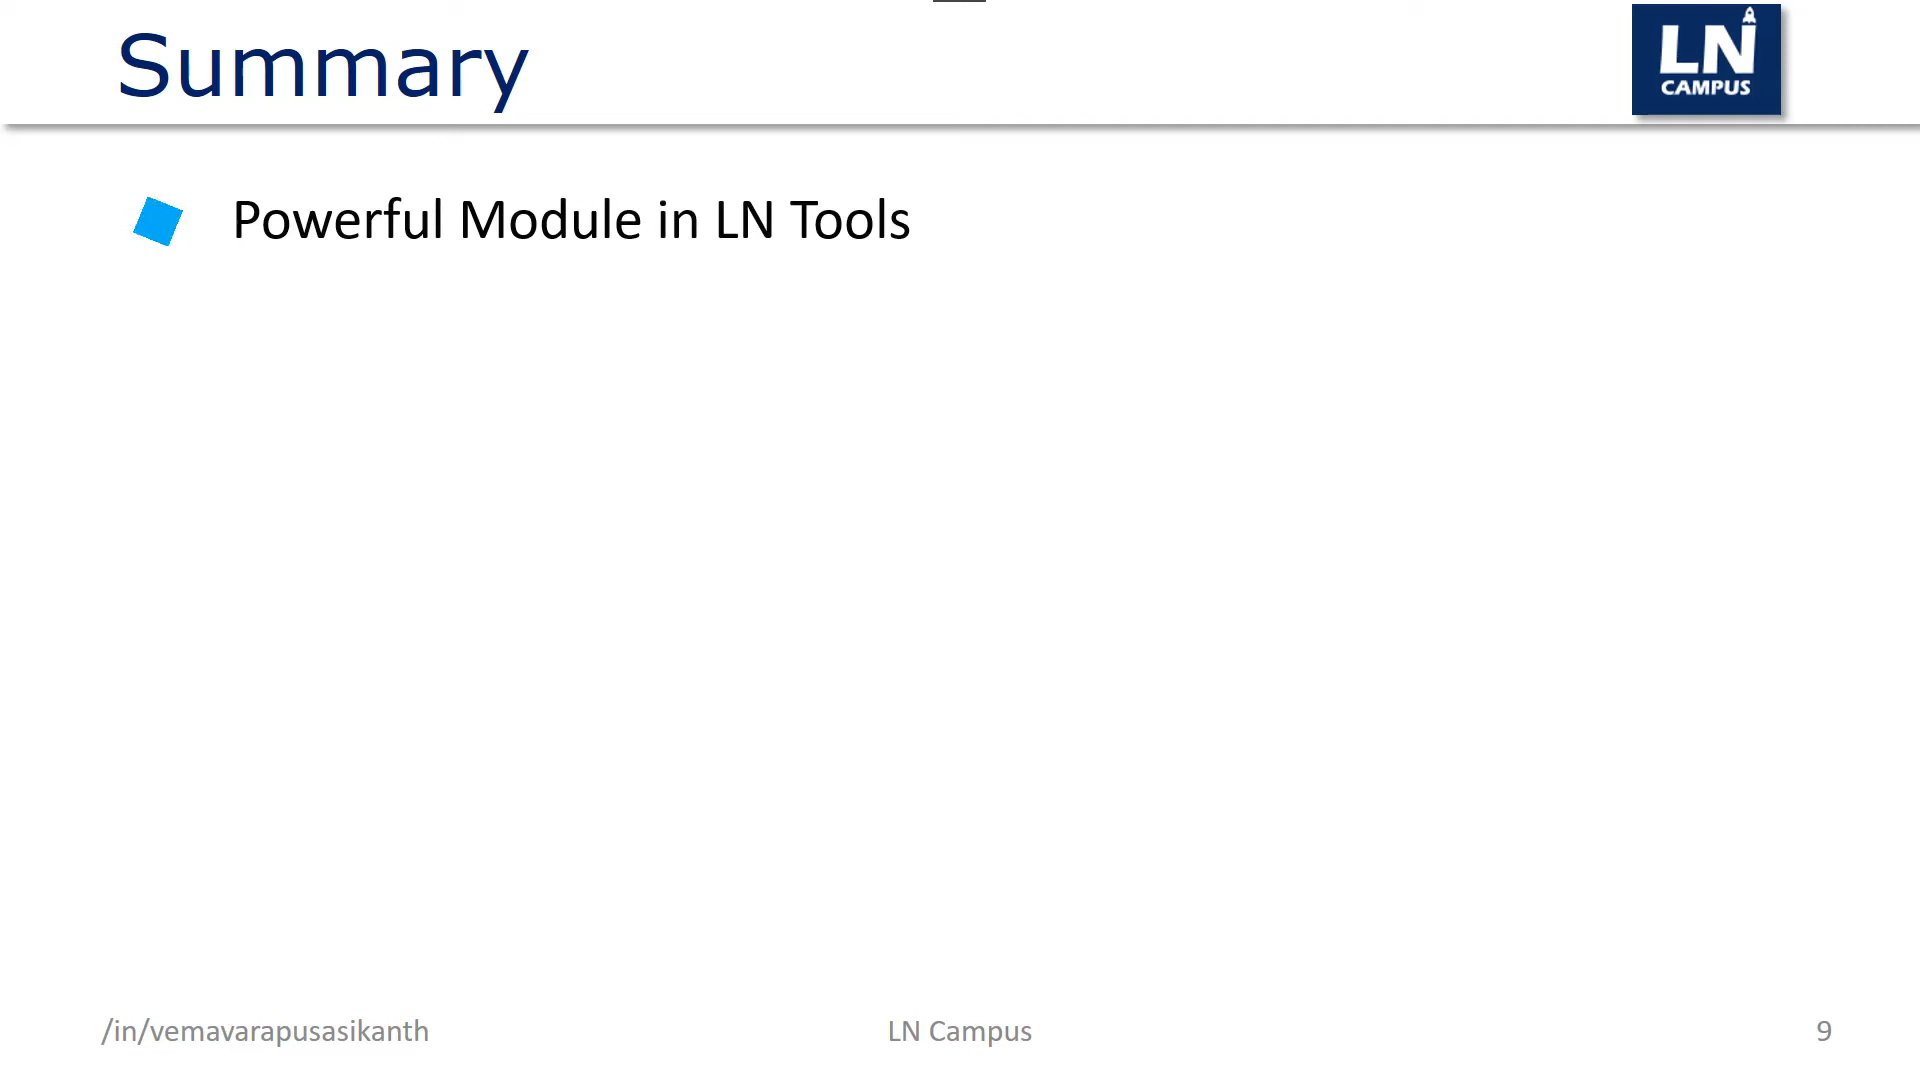 Summary
LN
CAMPUS
Powerful Module in LN Tools
/in/vemavarapusasikanth
LN Campus
9